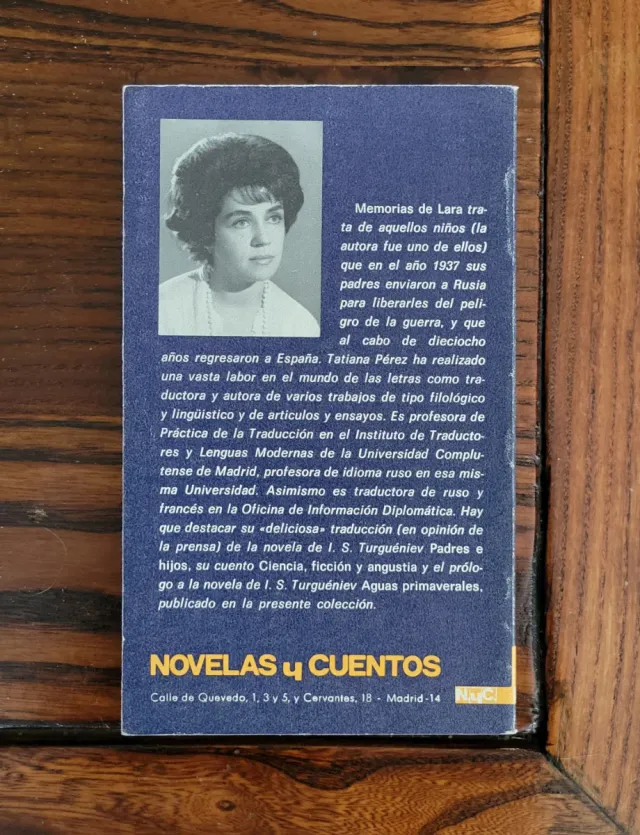 Memorias de Lara tra-
ta de aquellos niños (la
autora fue uno de ellos)
que en el año 1937 sus
padres enviaron a Rusia
para liberarles del peli-
gro de la guerra, y que
al cabo de dieciocho
años regresaron a España. Tatiana Pérez ha realizado
una vasta labor en el mundo de las letras como tra-
ductora y autora de varios trabajos de tipo filológico
y lingüístico y de articulos y ensayos. Es profesora de
Práctica de la Traducción en el Instituto de Traducto-
res y Lenguas Modernas de la Universidad Complu-
tense de Madrid, profesora de idioma ruso en esa mis-
ma Universidad. Asimismo es traductora de ruso y
francés en la Oficina de Información Diplomática. Hay
que destacar su «deliciosa» traducción (en opinión de
la prensa) de la novela de I. S. Turguéniev Padres e
hijos, su cuento Ciencia, ficción y angustia y el prólo-
go a la novela de I. S. Turguéniev Aguas primaverales,
publicado en la presente colección.
NOVELAS y CUENTOS
Calle de Quevedo, 1, 3 y 5, y Cervantes, 18 - Madrid-14
N.y C.